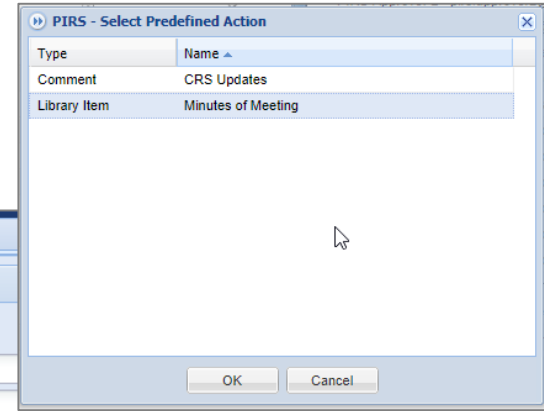 PIRS - Select Predefined Action
Type Name
Comment CRS Updates
Library Item Minutes of Meeting
OK Cancel